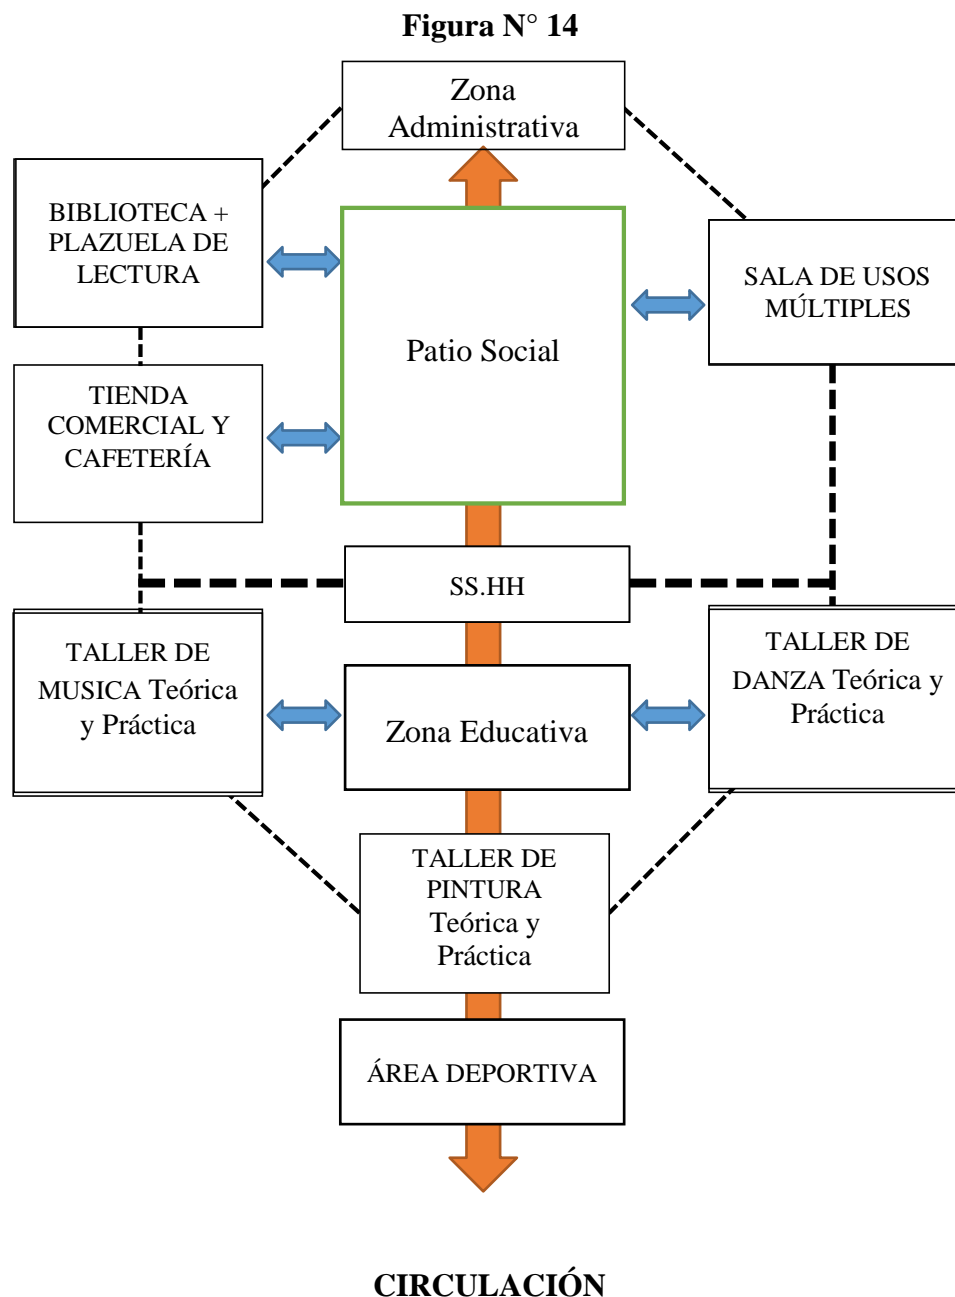 Figura N° 14
Zona
Administrativa
BIBLIOTECA +
PLAZUELA DE
LECTURA
SALA DE USOS
MÚLTIPLES
Patio Social
TIENDA
COMERCIAL Y
CAFETERÍA
SS.HH
TALLER DE
MUSICA Teórica
y Práctica
Zona Educativa
TALLER DE
DANZA Teórica y
Práctica
TALLER DE
PINTURA
Teórica y
Práctica
ÁREA DEPORTIVA
CIRCULACIÓN